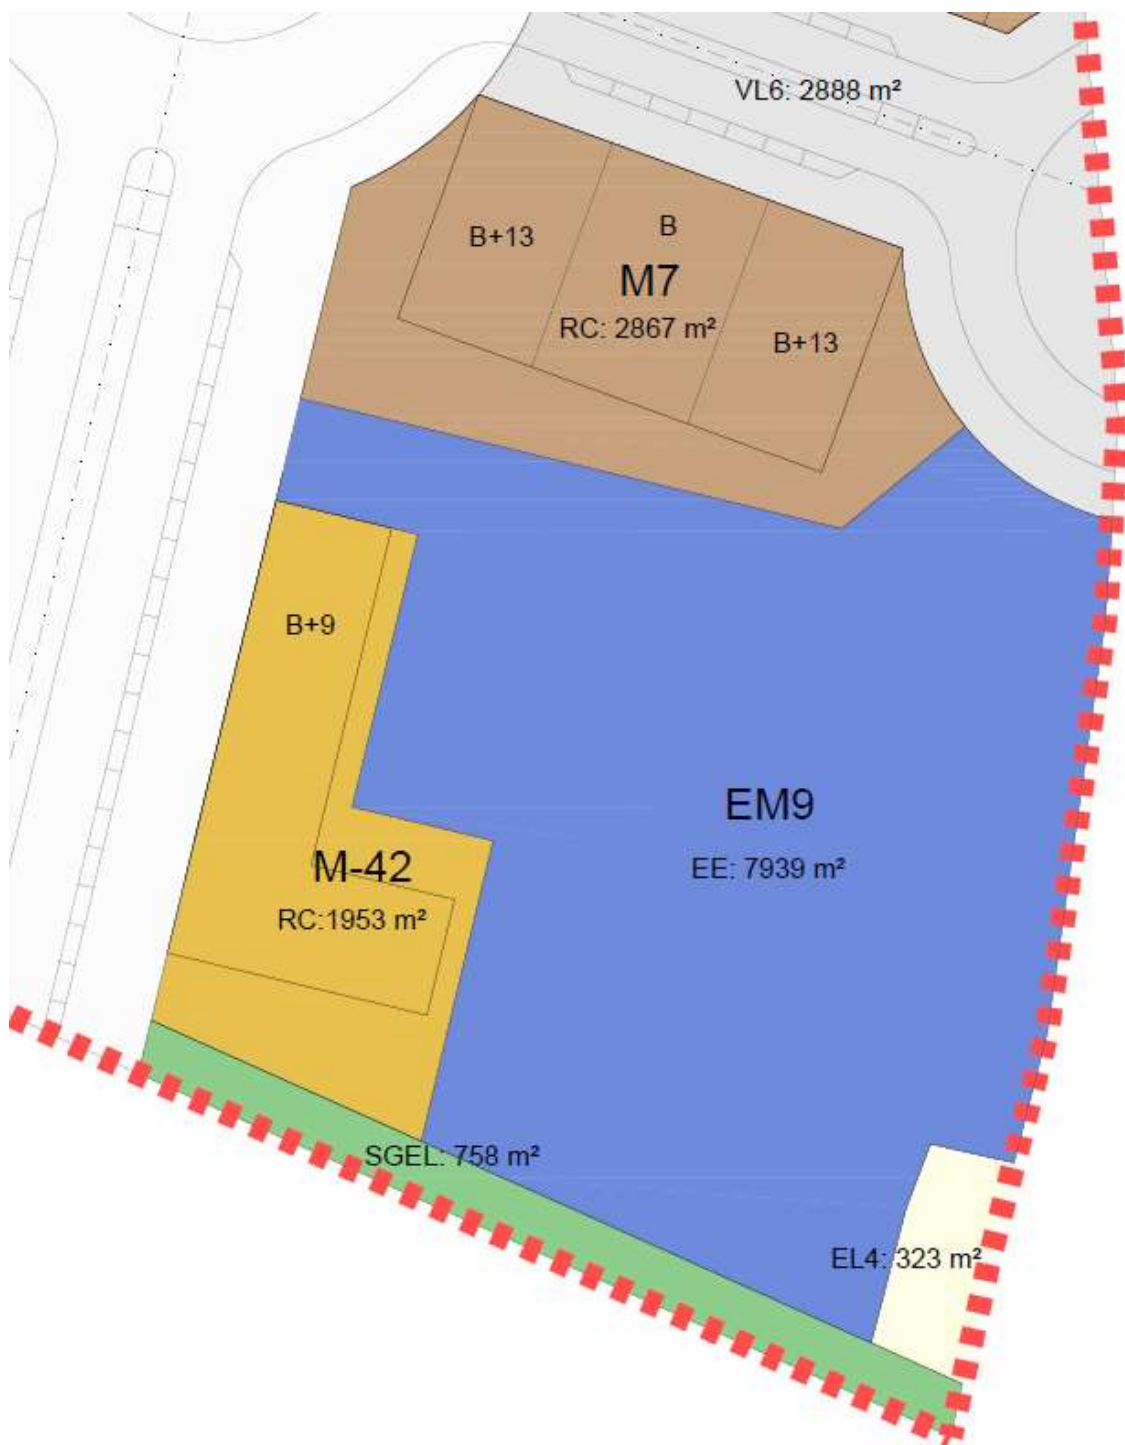 VL6: 2888 m²
B+13
B
M7
RC: 2867 m²
B+13
B+9
EM9
EE: 7939 m²
M-42
RC:1953 m²
SGEL: 758 m²
EL4: 323 m²